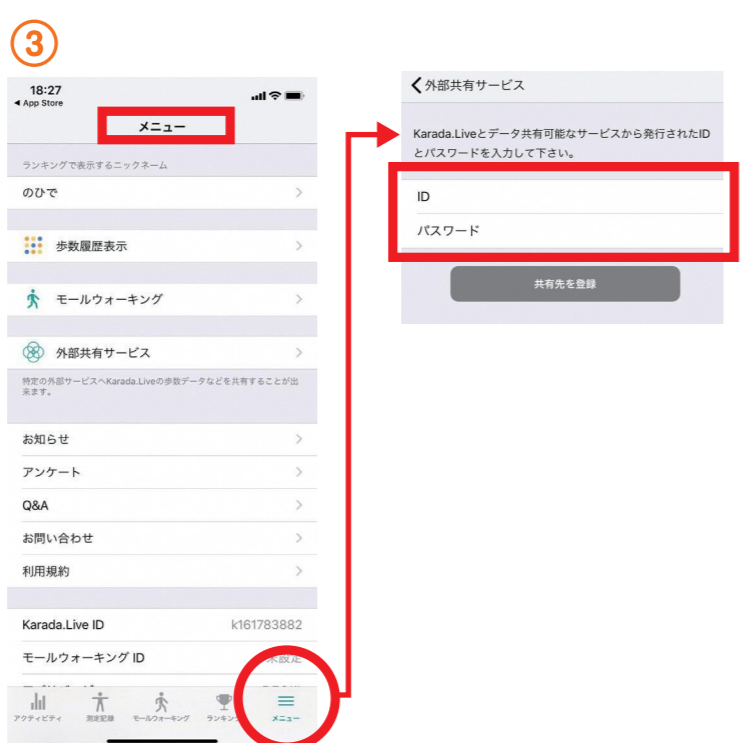 ③
18:27
◀ App Store
メニュー
ランキングで表示するニックネーム
のひで
歩数履歴表示
モールウォーキング
外部共有サービス
特定の外部サービスへKarada.Liveの歩数データなどを共有することが出
来ます。
お知らせ
アンケート
Q&A
お問い合わせ
利用規約
Karada.Live ID k161783882
モールウォーキング ID 未設定
アクティビティ 測定記録 モールウォーキング ランキング メニュー
外部共有サービス
Karada.Liveとデータ共有可能なサービスから発行されたID
とパスワードを入力して下さい。
ID
パスワード
共有先を登録